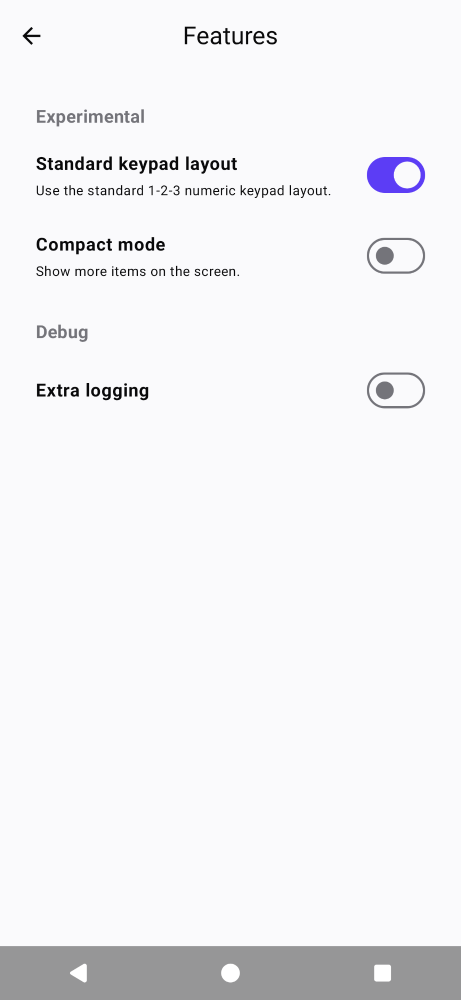 Features
Experimental
Standard keypad layout
Use the standard 1-2-3 numeric keypad layout.
Compact mode
Show more items on the screen.
Debug
Extra logging